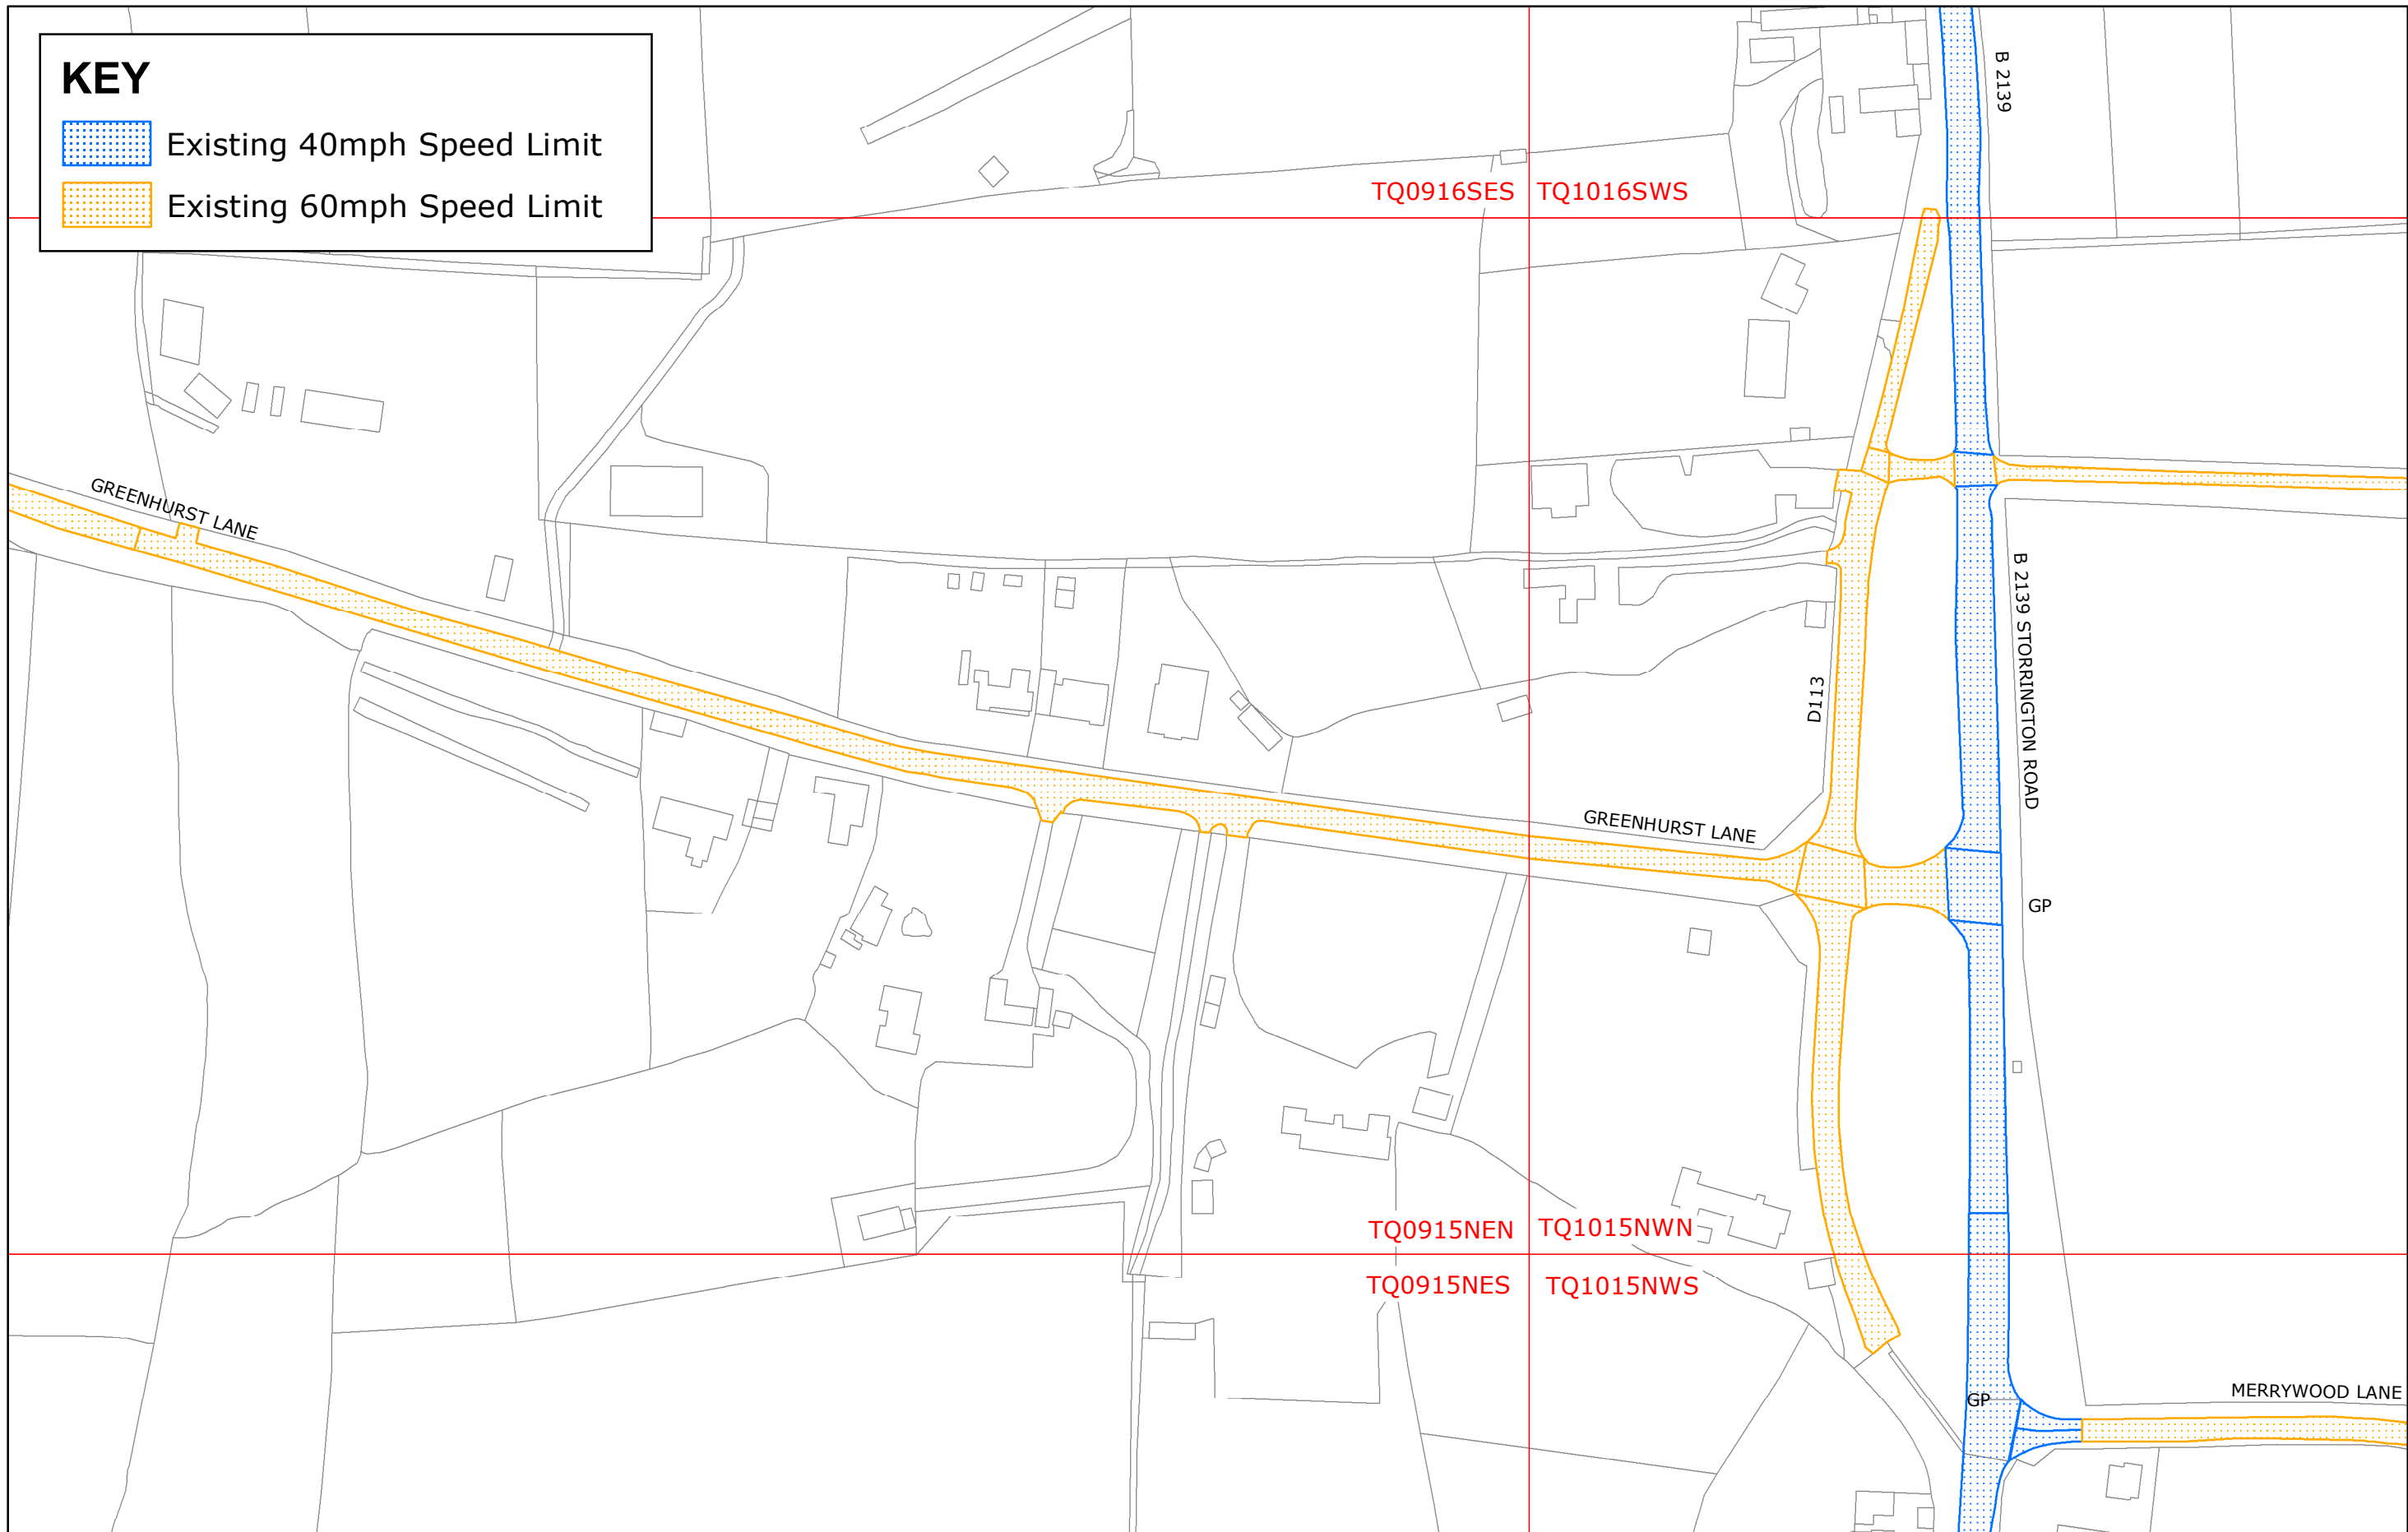 KEY
Existing 40mph Speed Limit
Existing 60mph Speed Limit
B 2139
TQ0916SES
TQ1016SWS
GREENHURST LANE
B 2139 STORRINGTON ROAD
D113
GREENHURST LANE
GP
TQ0915NEN
TQ1015NWN
TQ0915NES
TQ1015NWS
MERRYWOOD LANE
GP